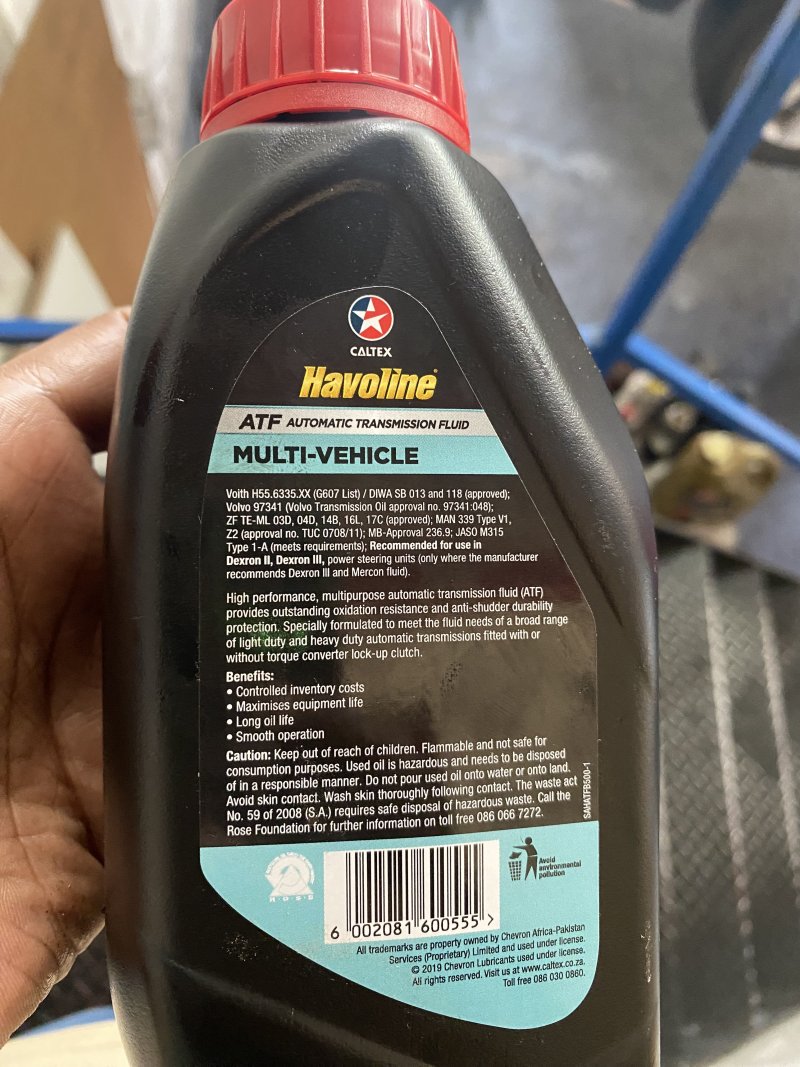 CALTEX
Havoline
ATF AUTOMATIC TRANSMISSION FLUID
MULTI-VEHICLE
Voith H55.6335.XX (G607 List) / DIWA SB 013 and 118 (approved);
Volvo 97341 (Volvo Transmission Oil approval no. 97341:048);
ZF TE-ML 03D, 04D, 14B, 16L, 17C (approved); MAN 339 Type V1,
Z2 (approval no. TUC 0708/11); MB-Approval 236.9; JASO M315
Type 1-A (meets requirements); Recommended for use in
Dexron II, Dexron III, power steering units (only where the manufacturer
recommends Dexron III and Mercon fluid).
High performance, multipurpose automatic transmission fluid (ATF)
provides outstanding oxidation resistance and anti-shudder durability
protection. Specially formulated to meet the fluid needs of a broad range
of light duty and heavy duty automatic transmissions fitted with or
without torque converter lock-up clutch.
Benefits:
• Controlled inventory costs
• Maximises equipment life
• Long oil life
• Smooth operation
Caution: Keep out of reach of children. Flammable and not safe for
consumption purposes. Used oil is hazardous and needs to be disposed
of in a responsible manner. Do not pour used oil onto water or onto land.
Avoid skin contact. Wash skin thoroughly following contact. The waste act
No. 59 of 2008 (S.A.) requires safe disposal of hazardous waste. Call the
Rose Foundation for further information on toll free 086 066 7272.
SAHATFB500-1
R·O·S·E
Avoid
environmental
pollution
6 002081 600555 >
All trademarks are property owned by Chevron Africa-Pakistan
Services (Proprietary) Limited and used under license.
© 2019 Chevron Lubricants used under license.
All rights reserved. Visit us at www.caltex.co.za.
Toll free 086 030 0860.